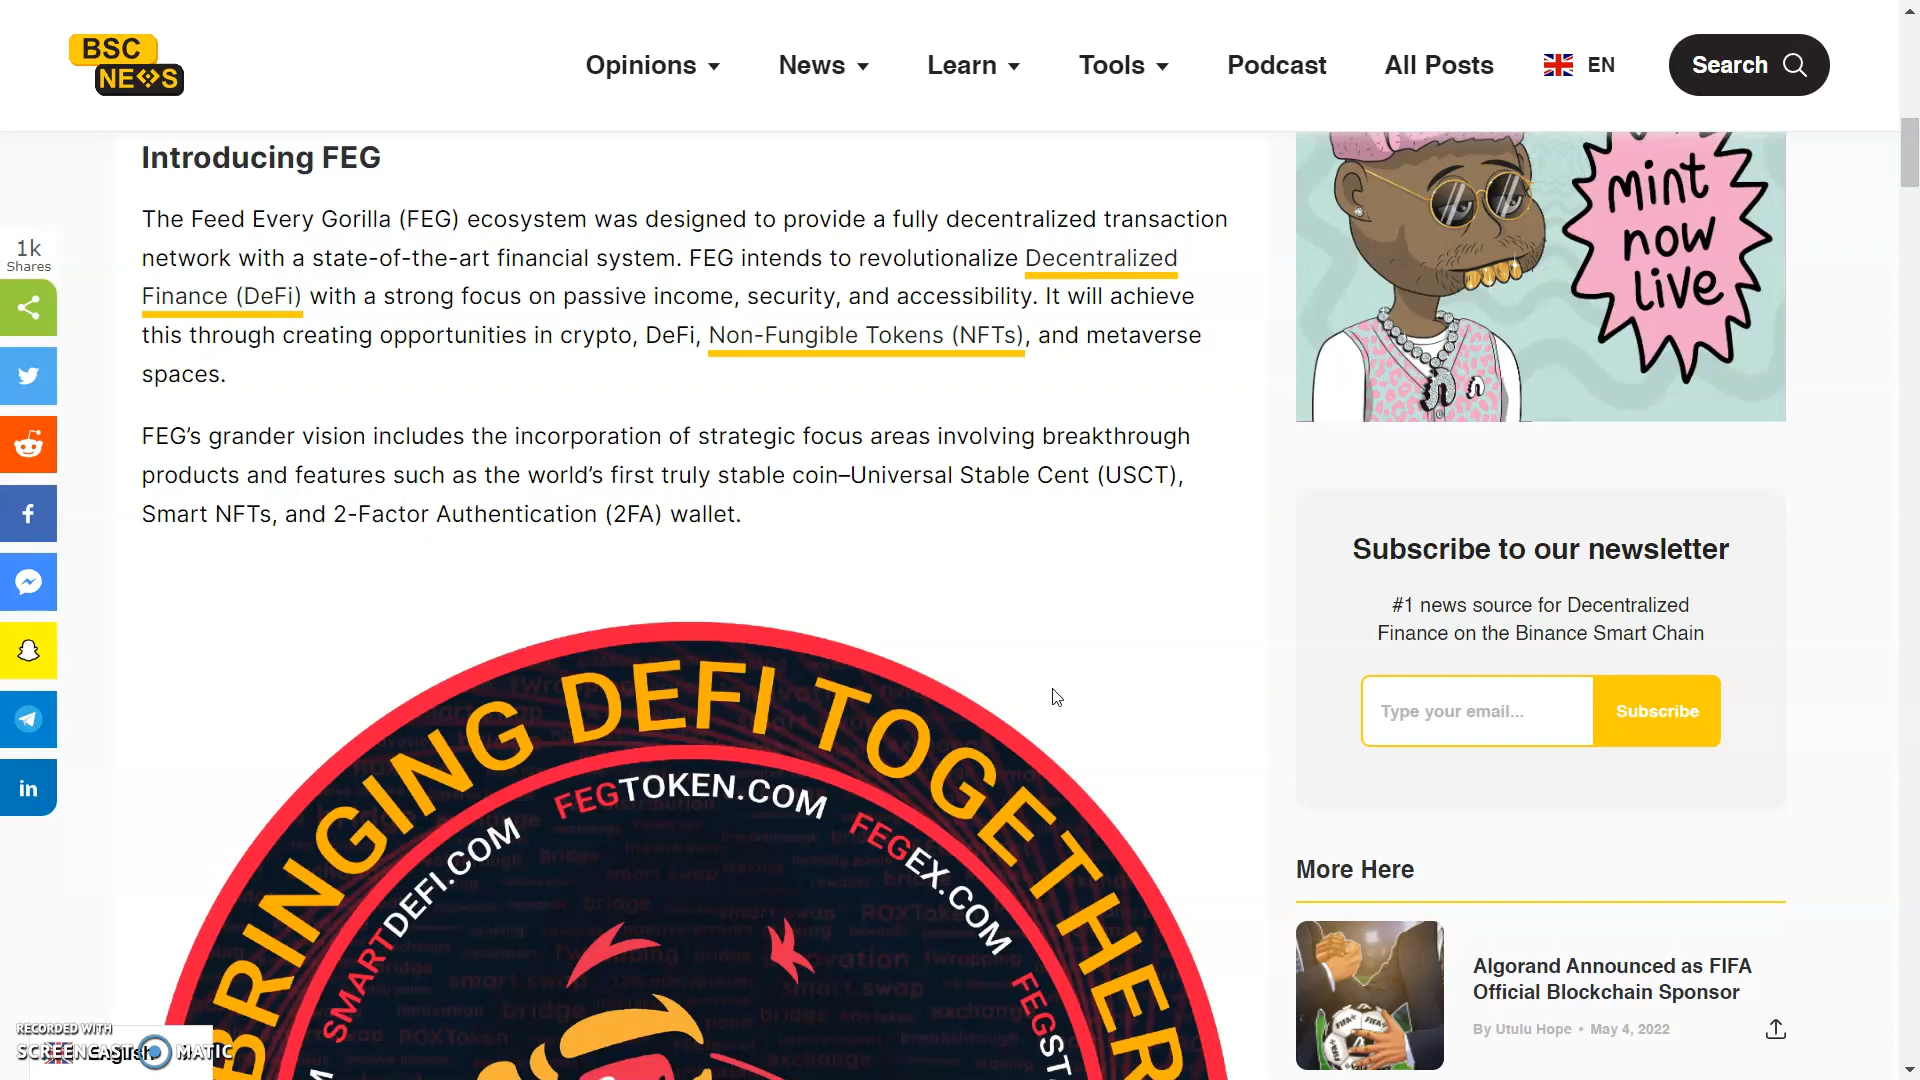 BSC
NEWS
Opinions
News
Learn
Tools
Podcast
All Posts
EN
Search
1k
Shares
Introducing FEG
The Feed Every Gorilla (FEG) ecosystem was designed to provide a fully decentralized transaction
network with a state-of-the-art financial system. FEG intends to revolutionalize Decentralized
Finance (DeFi) with a strong focus on passive income, security, and accessibility. It will achieve
this through creating opportunities in crypto, DeFi, Non-Fungible Tokens (NFTs), and metaverse
spaces.
FEG’s grander vision includes the incorporation of strategic focus areas involving breakthrough
products and features such as the world’s first truly stable coin–Universal Stable Cent (USCT),
Smart NFTs, and 2-Factor Authentication (2FA) wallet.
BRINGING DEFI TOGETHER
SMARTDEFI.COM
FEGTOKEN.COM
FEGEX.COM
FEGST
mint
now
live
Subscribe to our newsletter
#1 news source for Decentralized
Finance on the Binance Smart Chain
Type your email...
Subscribe
More Here
Algorand Announced as FIFA
Official Blockchain Sponsor
By Utulu Hope • May 4, 2022
RECORDED WITH
SCREENCAST MATIC
English